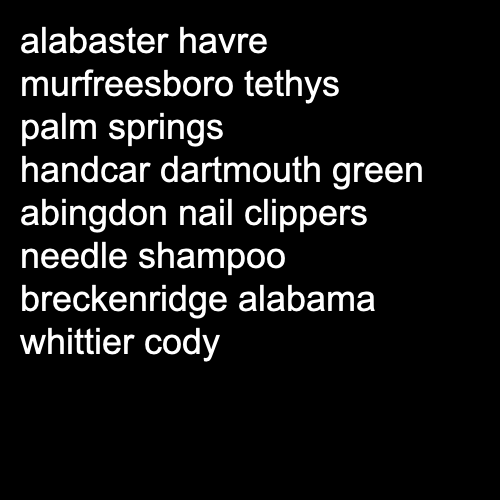 alabaster havre
murfreesboro tethys
palm springs
handcar dartmouth green
abingdon nail clippers
needle shampoo
breckenridge alabama
whittier cody